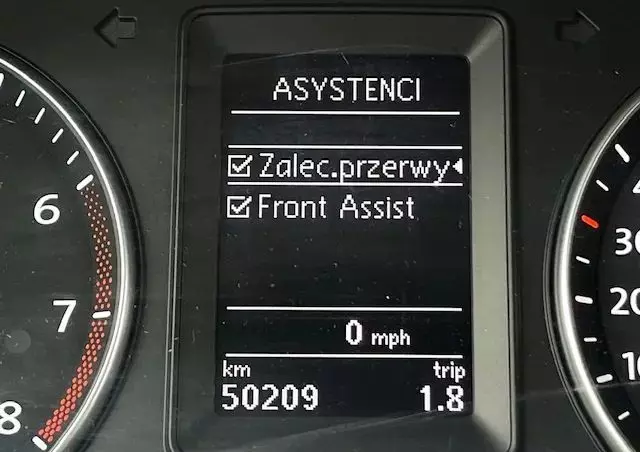 ASYSTENCI
Zalec.przerwy
Front Assist
0 mph
km trip
50209 1.8
6
7
8
30
20
10